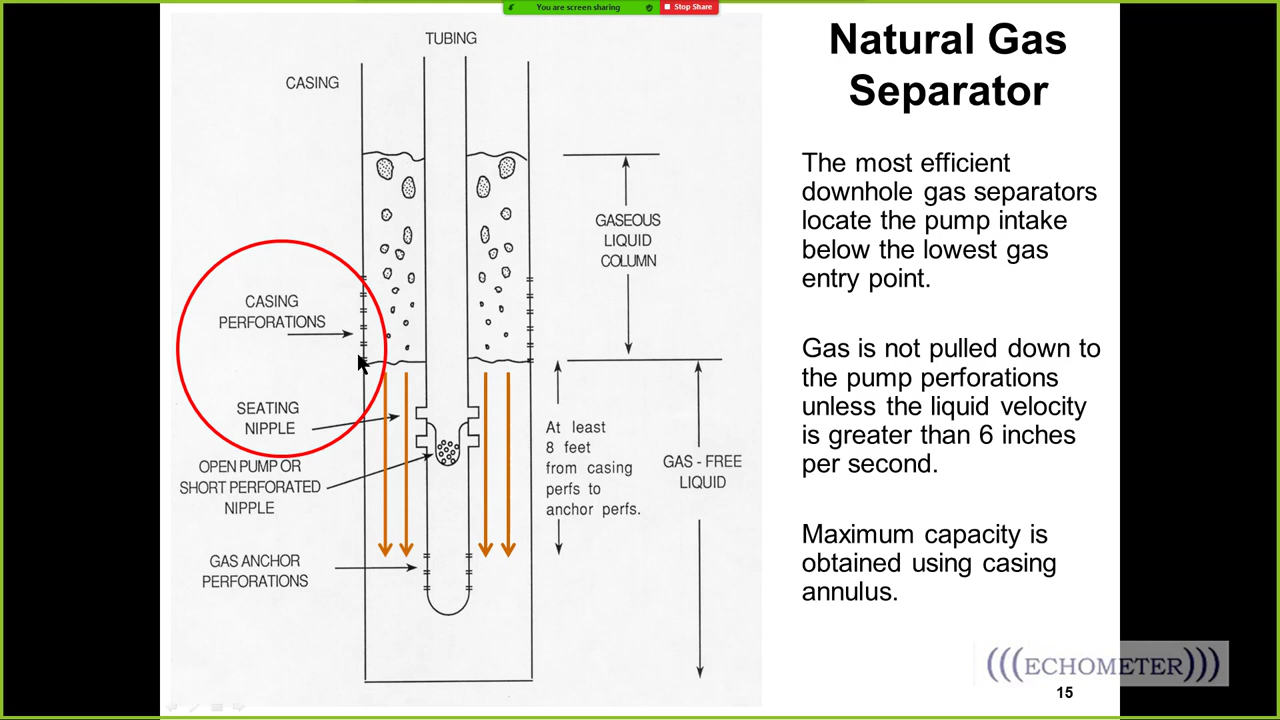 You are screen sharing
Stop Share
Natural Gas
Separator
TUBING
CASING
GASEOUS
LIQUID
COLUMN
CASING
PERFORATIONS
SEATING
NIPPLE
OPEN PUMP OR
SHORT PERFORATED
NIPPLE
GAS ANCHOR
PERFORATIONS
At least
8 feet
from casing
perfs to
anchor perfs.
GAS - FREE
LIQUID
The most efficient
downhole gas separators
locate the pump intake
below the lowest gas
entry point.
Gas is not pulled down to
the pump perforations
unless the liquid velocity
is greater than 6 inches
per second.
Maximum capacity is
obtained using casing
annulus.
(((ECHOMETER)))
15